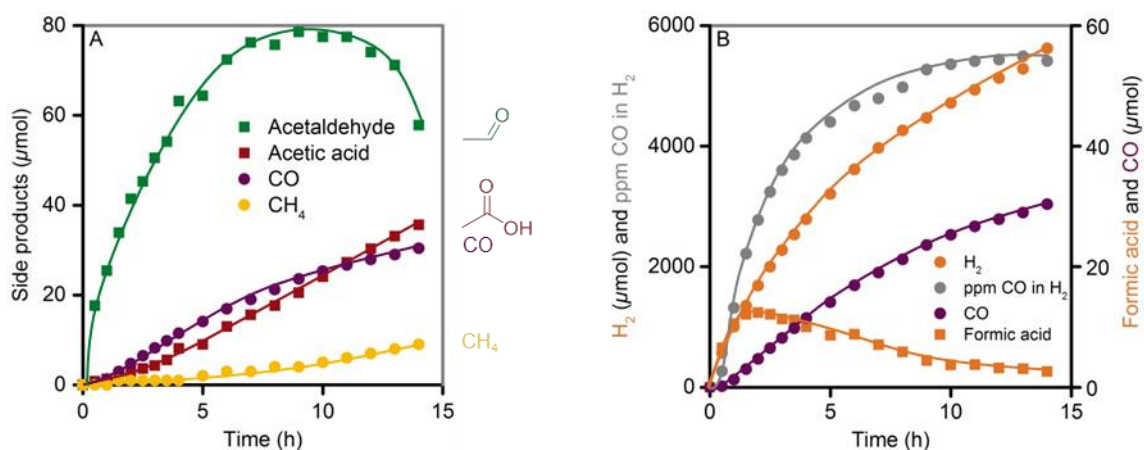 A
80
60
40
20
0
0
5
10
15
Side products (µmol)
Time (h)
Acetaldehyde
Acetic acid
CO
CH₄
O
O
OH
CO
CH₄
B
6000
4000
2000
0
60
40
20
0
0
5
10
15
H₂ (µmol) and ppm CO in H₂
Formic acid and CO (µmol)
Time (h)
H₂
ppm CO in H₂
CO
Formic acid